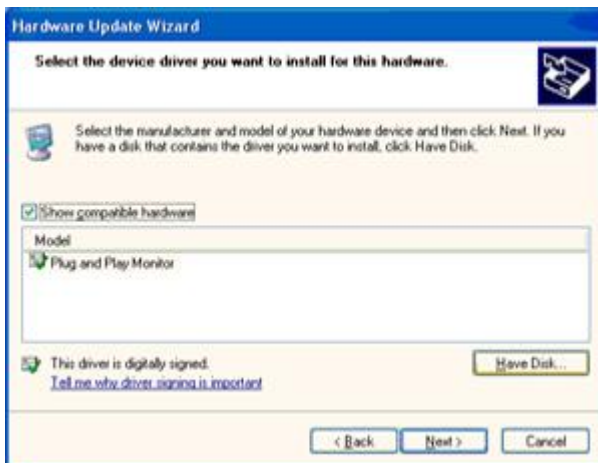 Hardware Update Wizard
Select the device driver you want to install for this hardware.
Select the manufacturer and model of your hardware device and then click Next. If you
have a disk that contains the driver you want to install, click Have Disk.
Show compatible hardware
Model
Plug and Play Monitor
This driver is digitally signed.
Have Disk...
Tell me why driver signing is important
< Back
Next >
Cancel